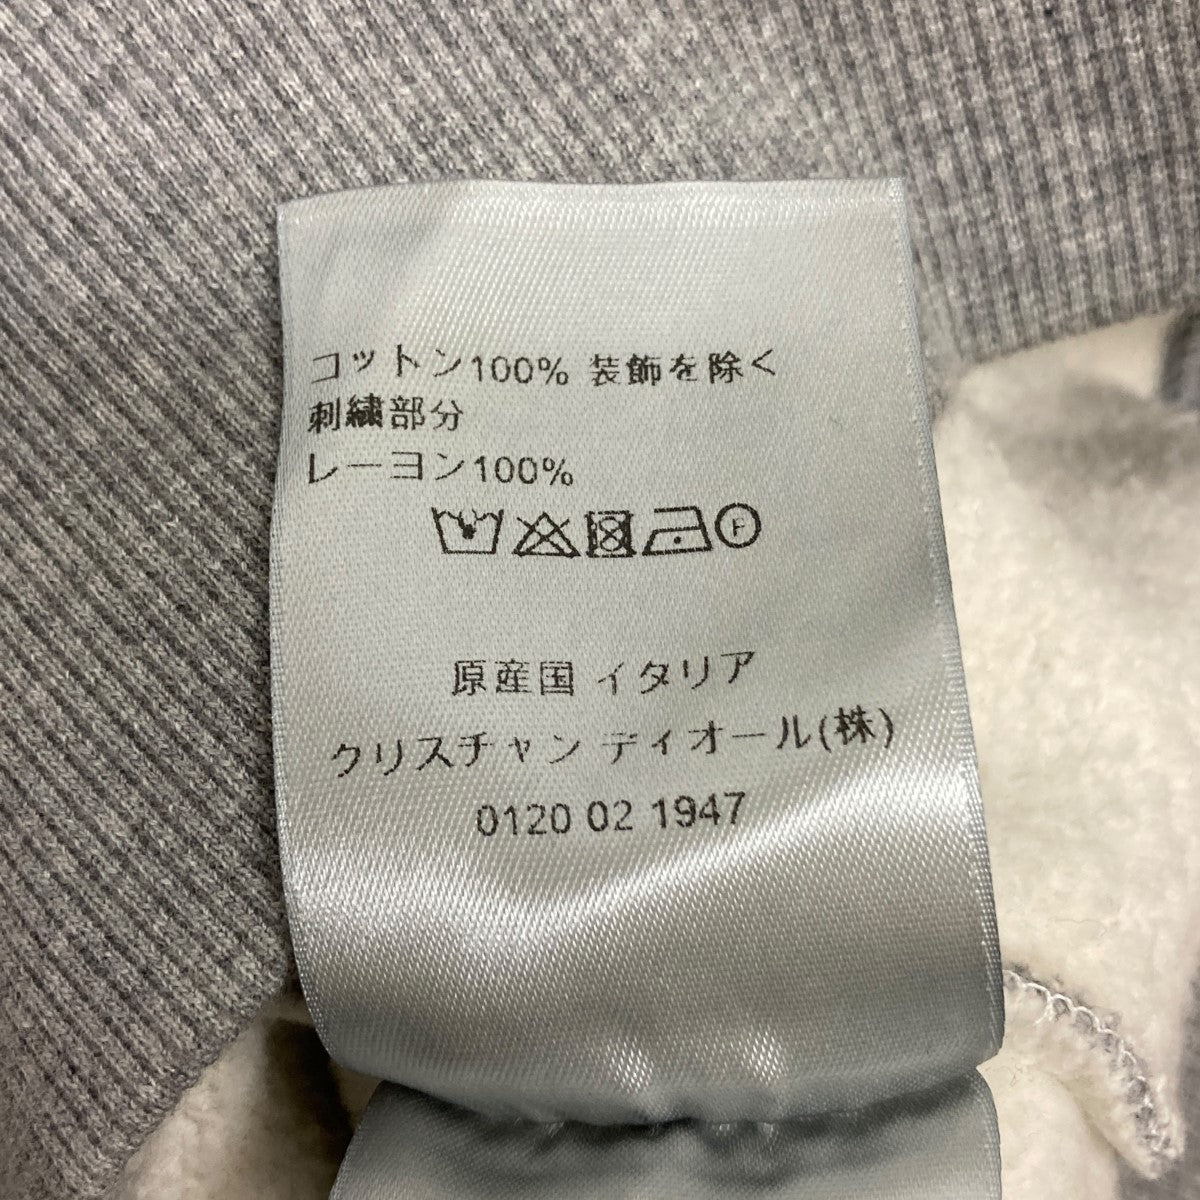 コットン100% 装飾を除く
刺繍部分
レーヨン100%
F
原産国 イタリア
クリスチャン ディオール(株)
0120 02 1947